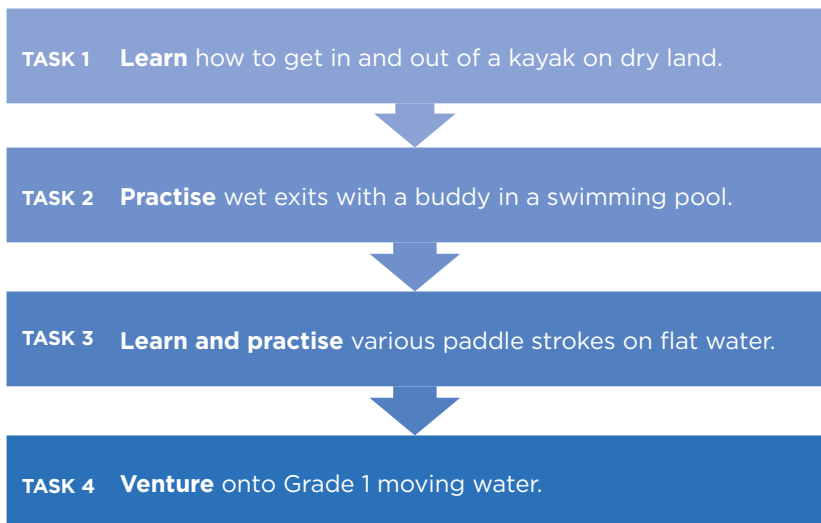 TASK 1 Learn how to get in and out of a kayak on dry land.
TASK 2 Practise wet exits with a buddy in a swimming pool.
TASK 3 Learn and practise various paddle strokes on flat water.
TASK 4 Venture onto Grade 1 moving water.